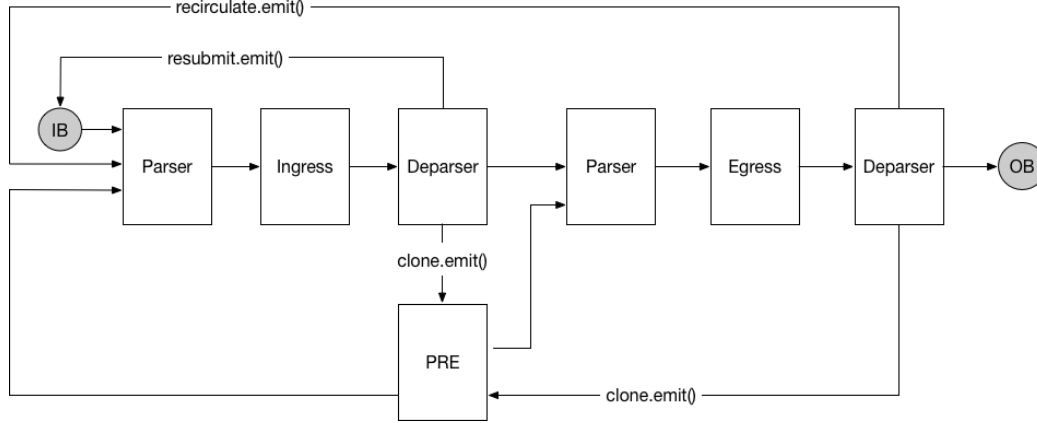 recirculate.emit()
resubmit.emit()
IB
Parser
Ingress
Deparser
Parser
Egress
Deparser
OB
clone.emit()
PRE
clone.emit()